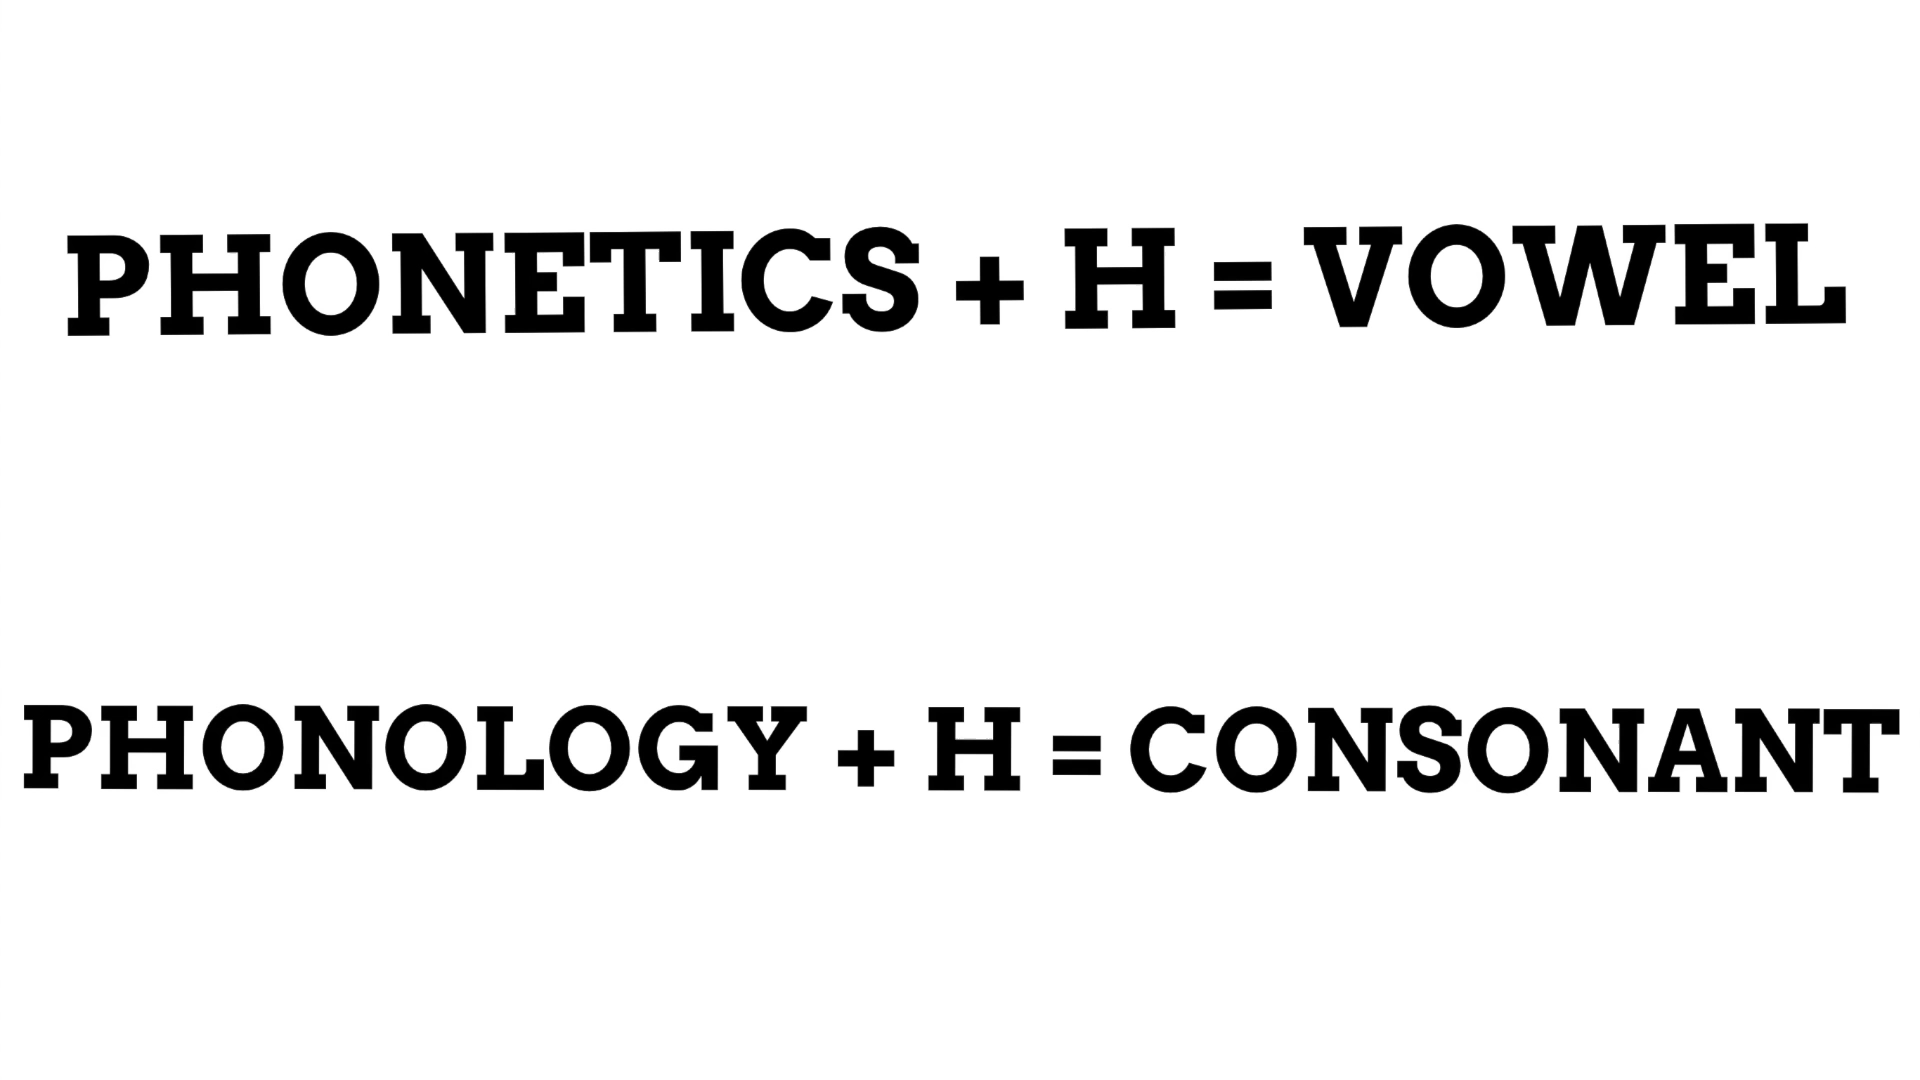 PHONETICS + H = VOWEL
PHONOLOGY + H = CONSONANT